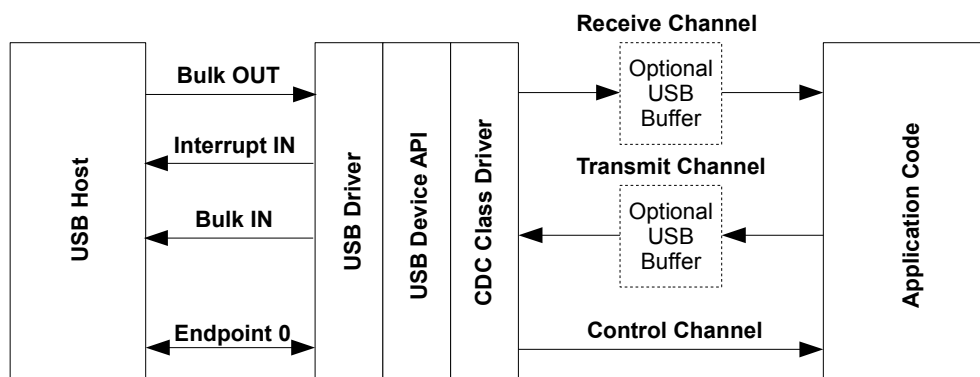 Receive Channel
Bulk OUT
Optional
USB
Buffer
Interrupt IN
Transmit Channel
Bulk IN
Optional
USB
Buffer
Endpoint 0
Control Channel
USB Host
USB Driver
USB Device API
CDC Class Driver
Application Code